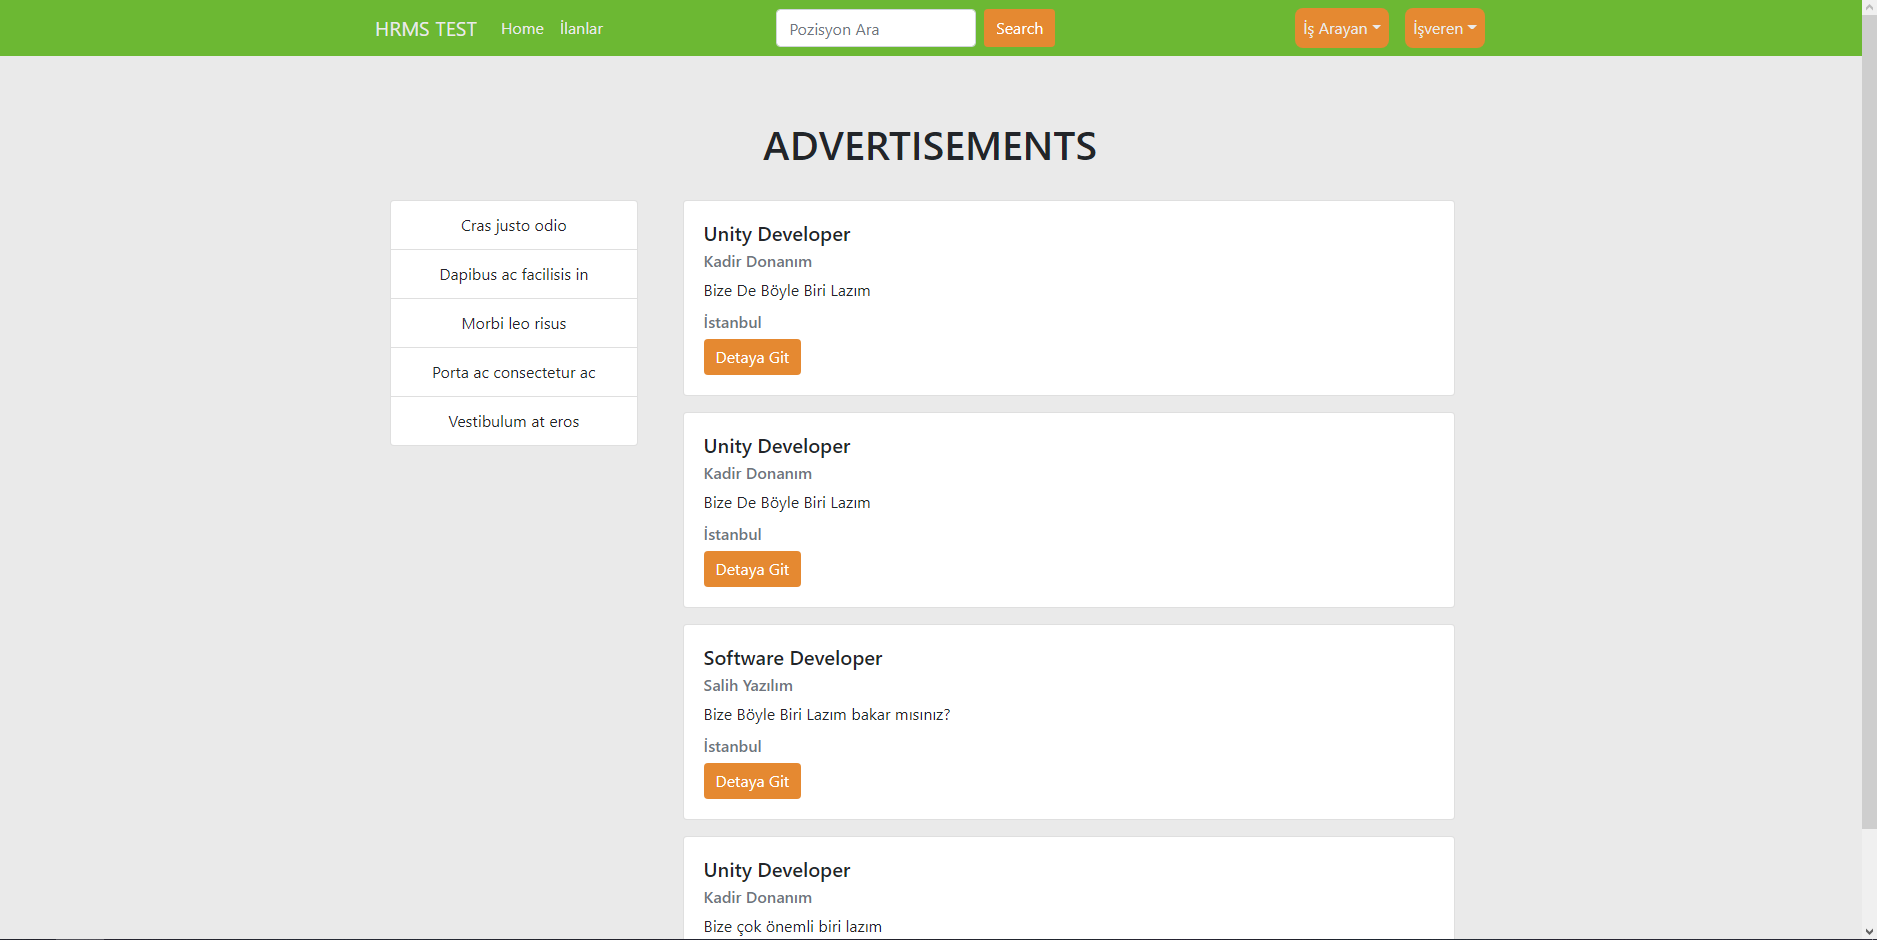 HRMS TEST Home İlanlar Pozisyon Ara Search İş Arayan İşveren
ADVERTISEMENTS
Cras justo odio
Dapibus ac facilisis in
Morbi leo risus
Porta ac consectetur ac
Vestibulum at eros
Unity Developer
Kadir Donanım
Bize De Böyle Biri Lazım
İstanbul
Detaya Git
Unity Developer
Kadir Donanım
Bize De Böyle Biri Lazım
İstanbul
Detaya Git
Software Developer
Salih Yazılım
Bize Böyle Biri Lazım bakar mısınız?
İstanbul
Detaya Git
Unity Developer
Kadir Donanım
Bize çok önemli biri lazım